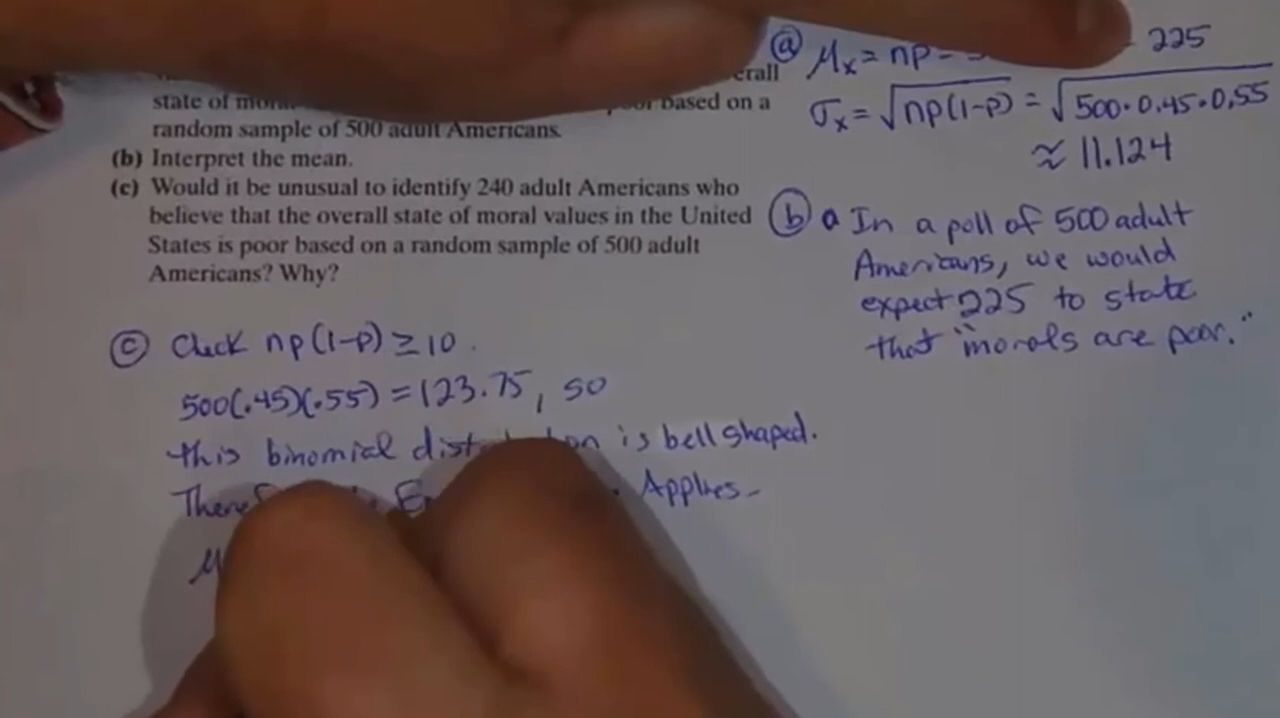 erall
state of based on a
random sample of 500 adult Americans.
(b) Interpret the mean.
(c) Would it be unusual to identify 240 adult Americans who
believe that the overall state of moral values in the United
States is poor based on a random sample of 500 adult
Americans? Why?
ⓐ μx = np = 225
σx = √np(1-p) = √500·0.45·0.55
≈ 11.124
ⓑ a In a poll of 500 adult
Americans, we would
expect 225 to state
that "morals are poor."
ⓒ Check np(1-p) ≥ 10.
500(.45)(.55) = 123.75, so
this binomial is bell shaped.
Applies
μ